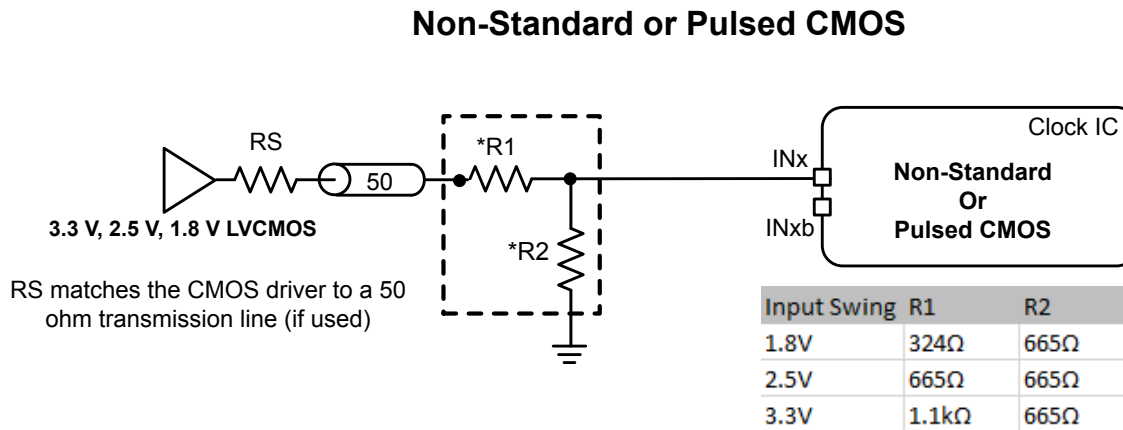 Non-Standard or Pulsed CMOS
RS
50
*R1
*R2
3.3 V, 2.5 V, 1.8 V LVCMOS
RS matches the CMOS driver to a 50
ohm transmission line (if used)
INx
INxb
Clock IC
Non-Standard
Or
Pulsed CMOS
Input Swing R1 R2
1.8V 324Ω 665Ω
2.5V 665Ω 665Ω
3.3V 1.1kΩ 665Ω